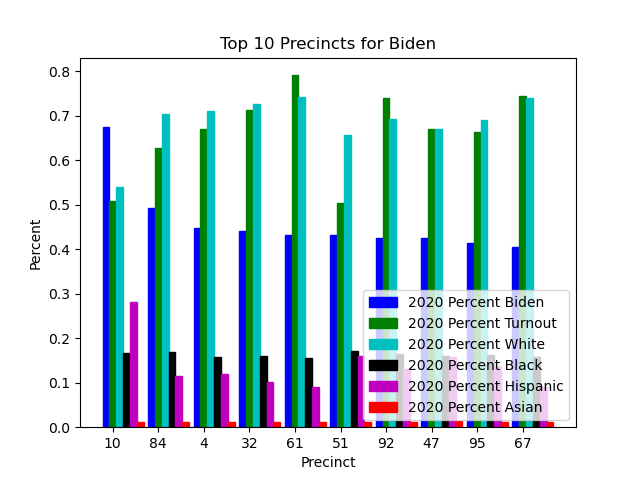 Top 10 Precincts for Biden
Percent
0.8
0.7
0.6
0.5
0.4
0.3
0.2
0.1
0.0
2020 Percent Biden
2020 Percent Turnout
2020 Percent White
2020 Percent Black
2020 Percent Hispanic
2020 Percent Asian
10 84 4 32 61 51 92 47 95 67
Precinct